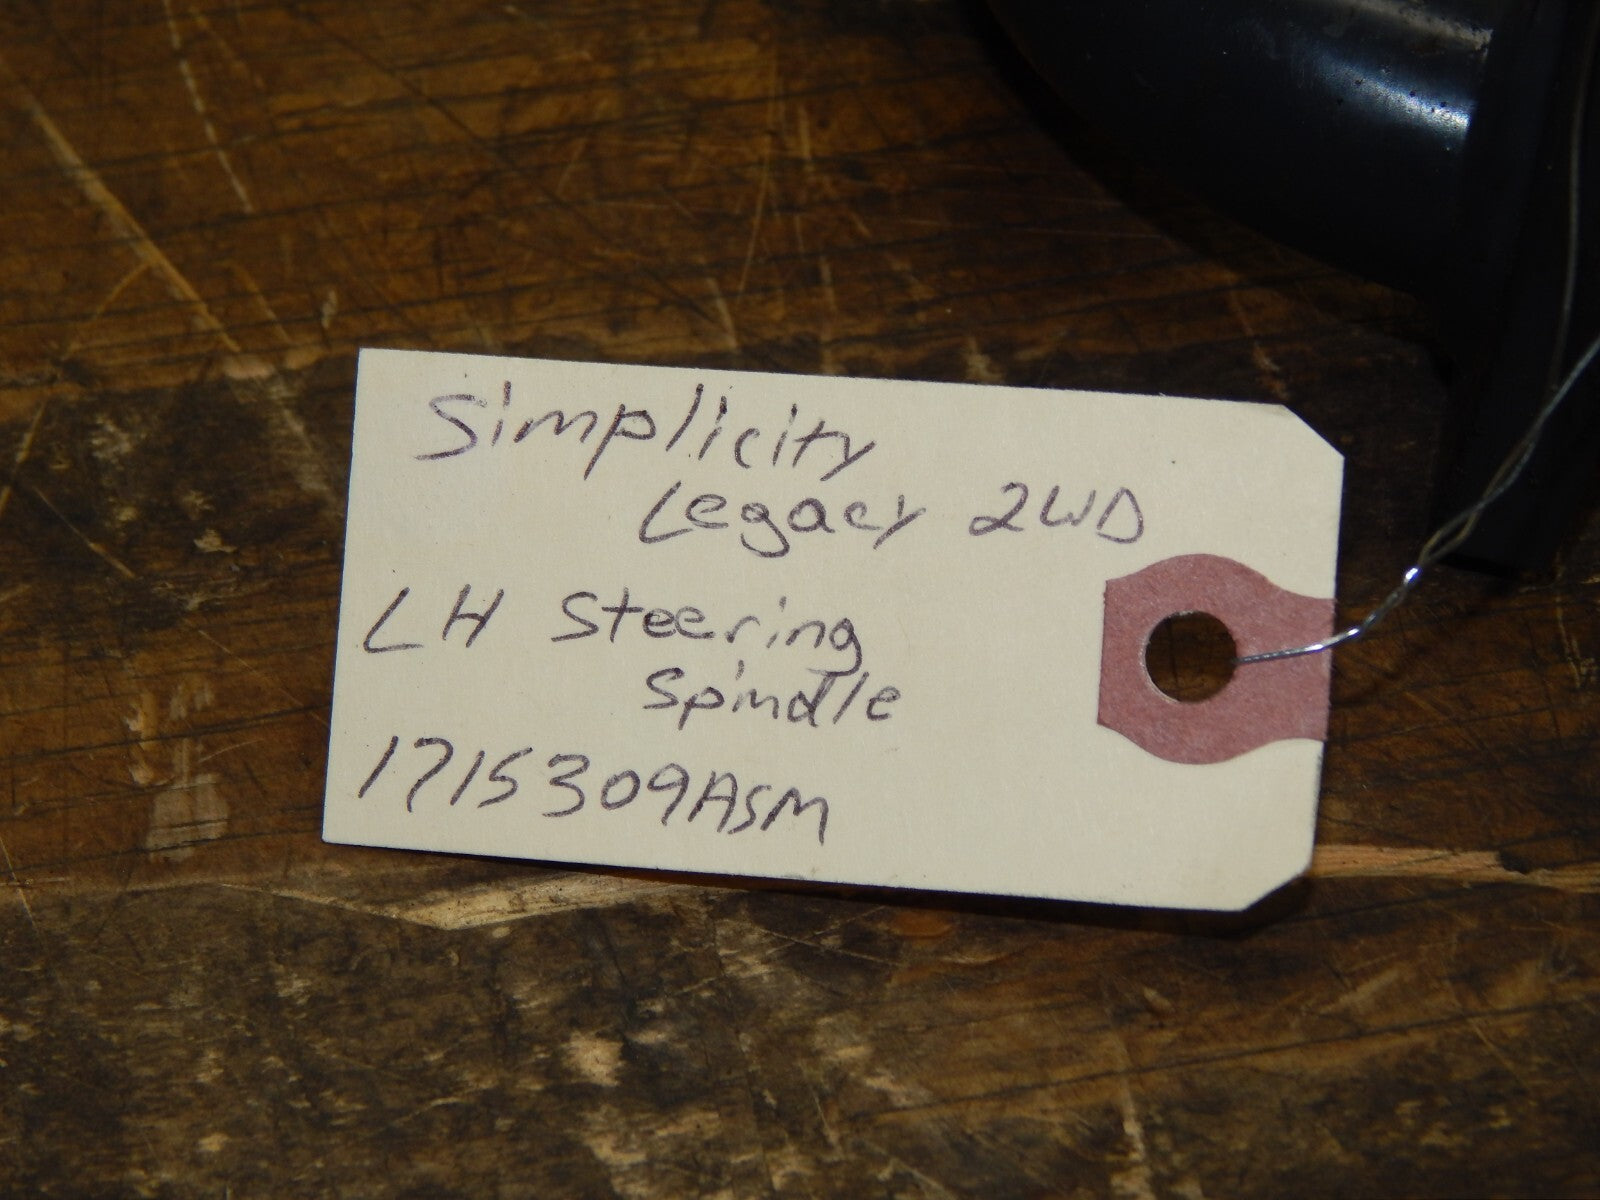 Simplicity
Legacy 2WD
LH Steering
Spindle
1715309ASM